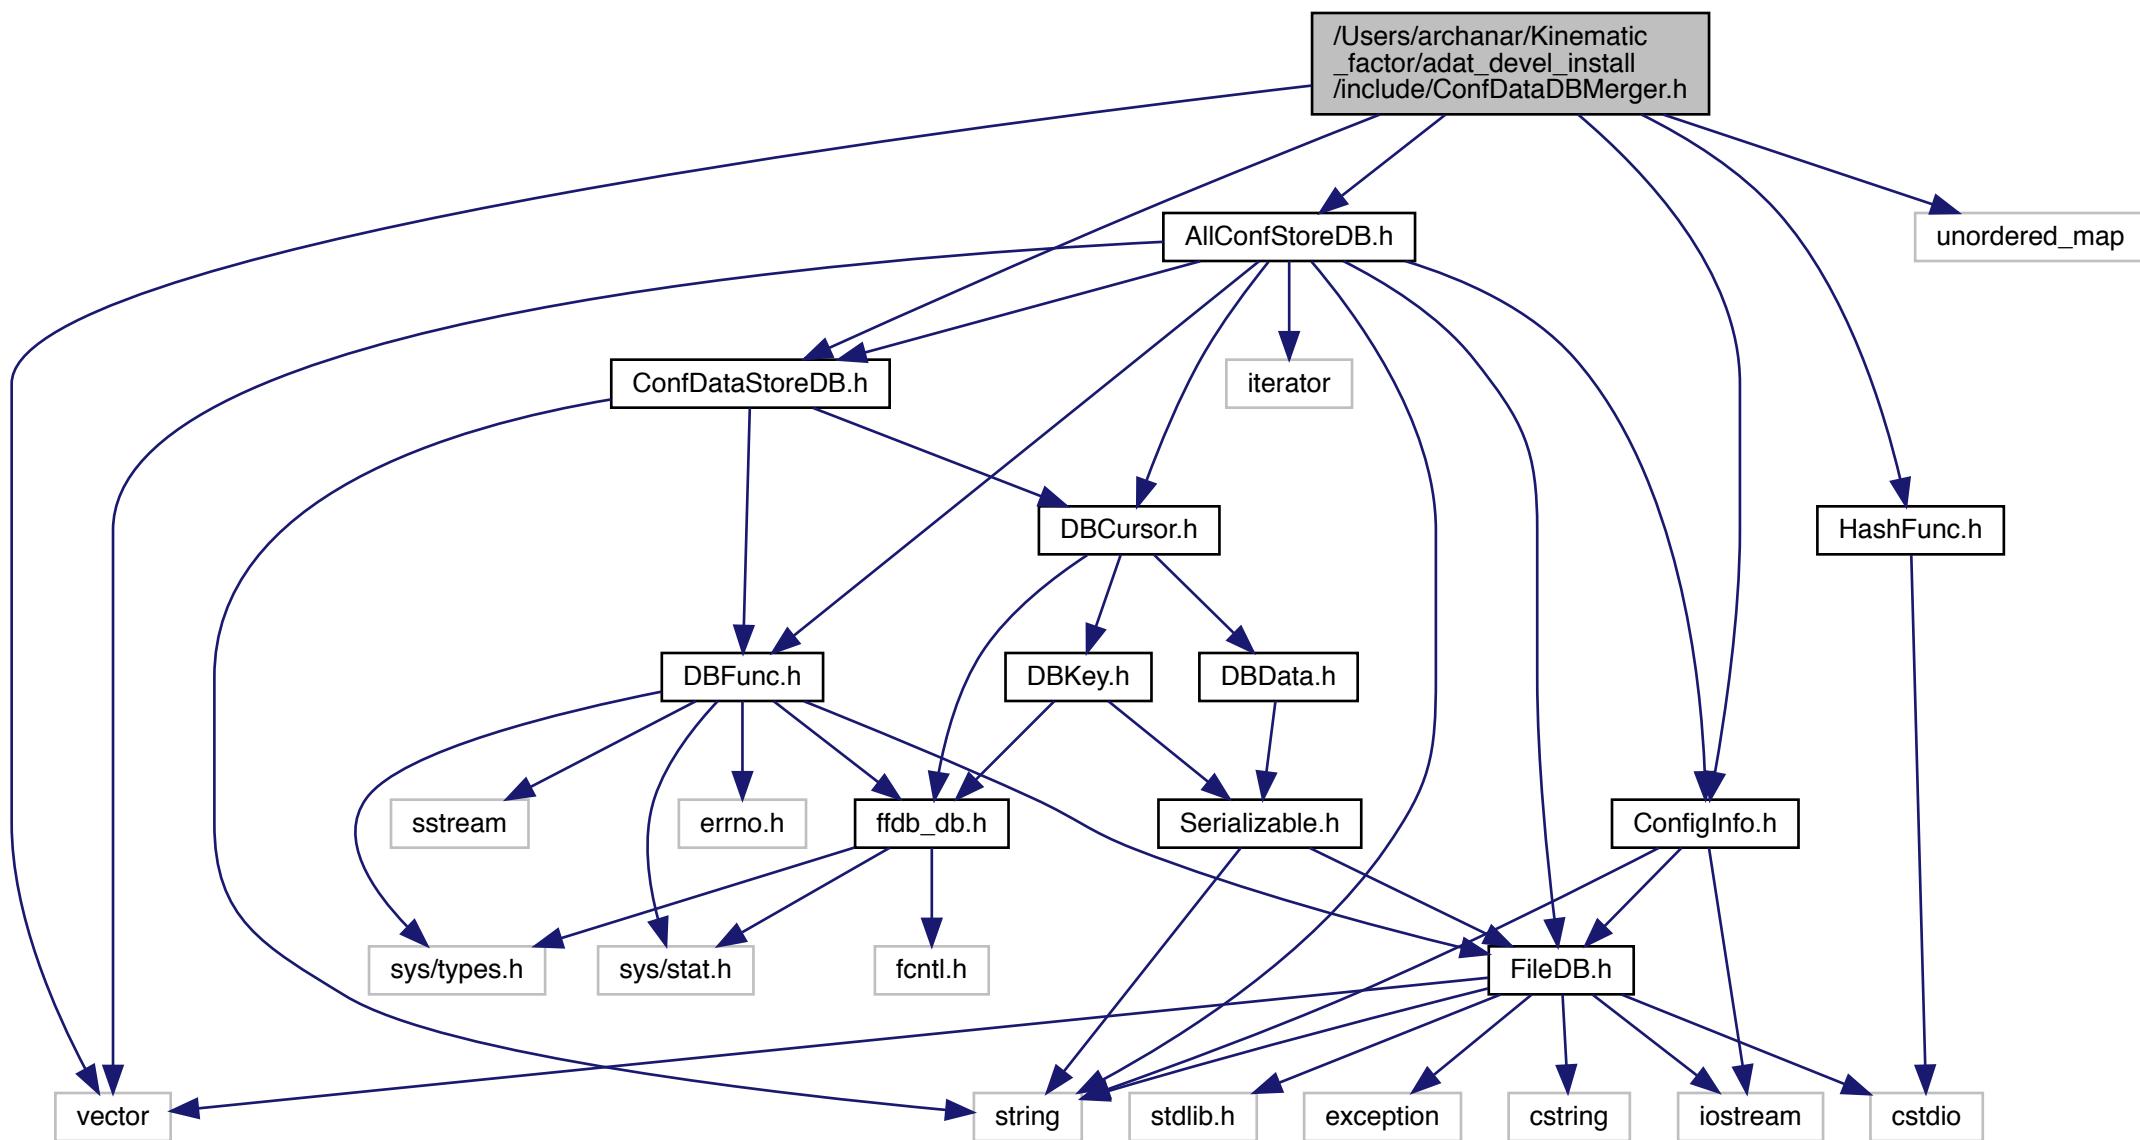 /Users/archanar/Kinematic
_factor/adat_devel_install
/include/ConfDataDBMerger.h
AllConfStoreDB.h
unordered_map
ConfDataStoreDB.h
iterator
DBCursor.h
HashFunc.h
DBFunc.h
DBKey.h
DBData.h
sstream
errno.h
ffdb_db.h
Serializable.h
ConfigInfo.h
sys/types.h
sys/stat.h
fcntl.h
FileDB.h
vector
string
stdlib.h
exception
cstring
iostream
cstdio